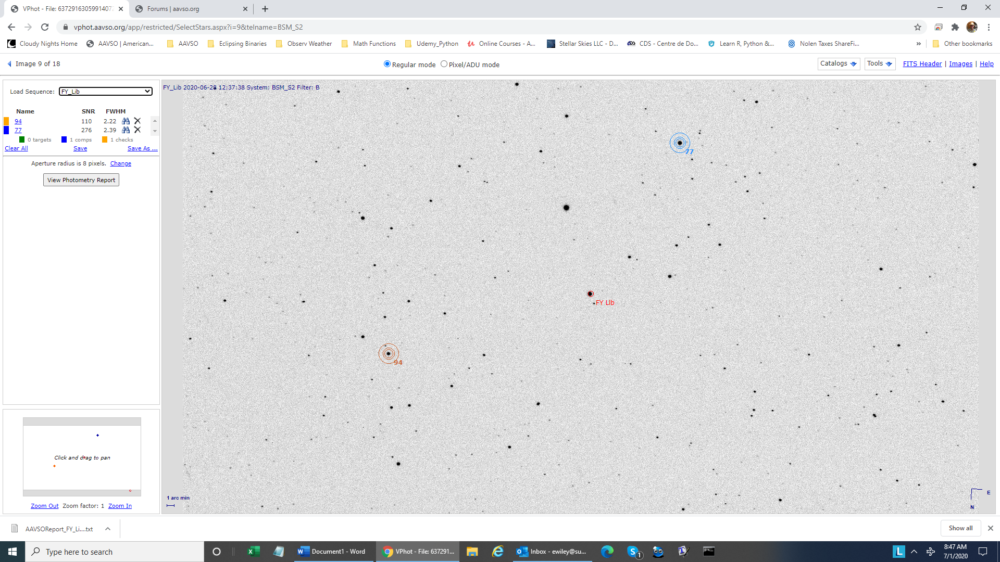 VPhot - File: 63729163059914072
Forums | aavso.org
vphot.aavso.org/app/restricted/SelectStars.aspx?i=9&telname=BSM_S2
Cloudy Nights Home
AAVSO | American...
AAVSO
Eclipsing Binaries
Observ Weather
Math Functions
Udemy_Python
Online Courses - A...
Stellar Skies LLC - D...
CDS - Centre de Do...
Learn R, Python &...
Nolen Taxes ShareFi...
»
Other bookmarks
Image 9 of 18
Regular mode Pixel/ADU mode
Catalogs
Tools
FITS Header | Images | Help
Load Sequence: FY_Lib
Name SNR FWHM
94 110 2.22
77 276 2.39
0 targets 1 comps 1 checks
Clear All Save Save As ...
Aperture radius is 8 pixels. Change
View Photometry Report
FY_Lib 2020-06-28 12:37:38 System: BSM_S2 Filter: B
77
FY Lib
94
Click and drag to pan
Zoom Out Zoom factor: 1 Zoom In
1 arc min
E
N
AAVSOReport_FY_Li....txt
Show all
Type here to search
Document1 - Word
VPhot - File: 637291...
Inbox - ewiley@su...
1
L
8:47 AM
7/1/2020